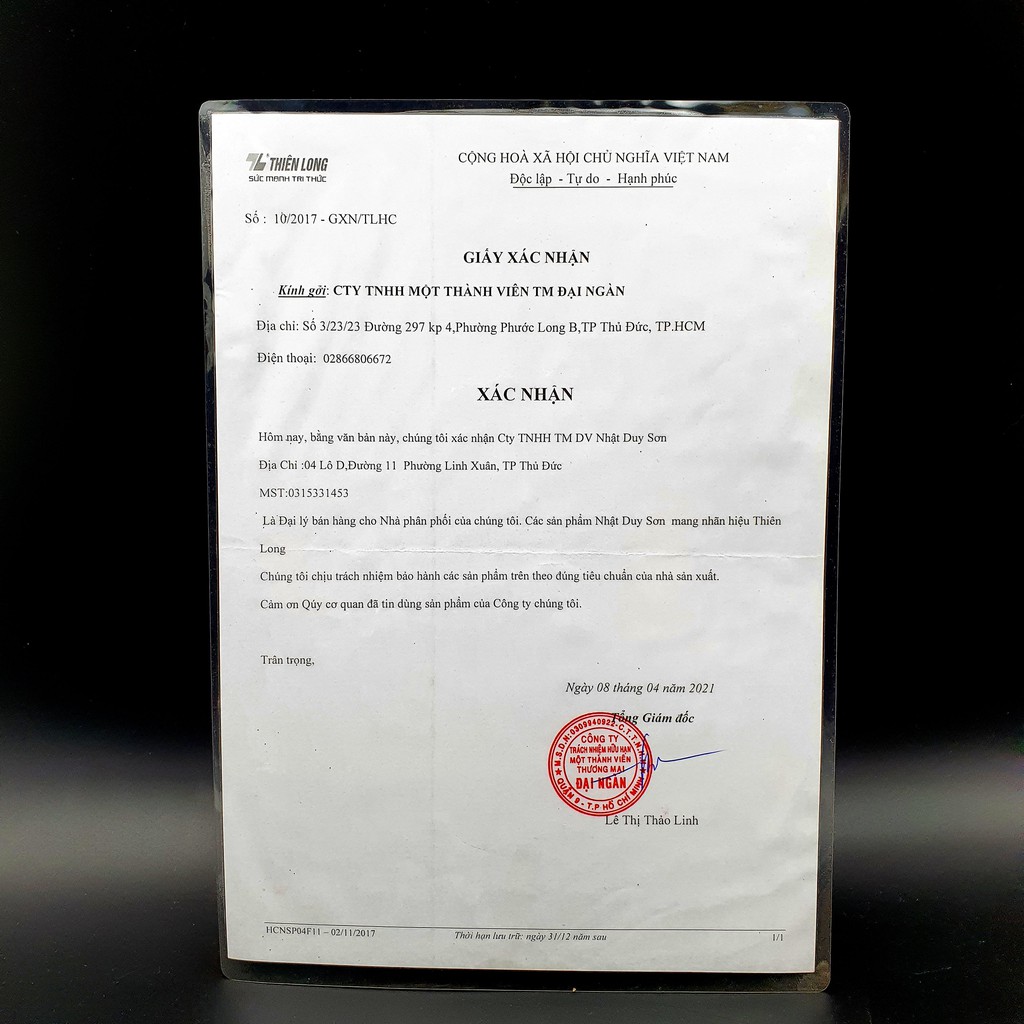 THIÊN LONG
SỨC MẠNH TRI THỨC
CỘNG HOÀ XÃ HỘI CHỦ NGHĨA VIỆT NAM
Độc lập - Tự do - Hạnh phúc
Số : 10/2017 - GXN/TLHC
GIẤY XÁC NHẬN
Kính gởi: CTY TNHH MỘT THÀNH VIÊN TM ĐẠI NGÀN
Địa chỉ: Số 3/23/23 Đường 297 kp 4,Phường Phước Long B,TP Thủ Đức, TP.HCM
Điện thoại: 02866806672
XÁC NHẬN
Hôm nay, bằng văn bản này, chúng tôi xác nhận Cty TNHH TM DV Nhật Duy Sơn
Địa Chỉ :04 Lô D,Đường 11 Phường Linh Xuân, TP Thủ Đức
MST:0315331453
Là Đại lý bán hàng cho Nhà phân phối của chúng tôi. Các sản phẩm Nhật Duy Sơn mang nhãn hiệu Thiên
Long
Chúng tôi chịu trách nhiệm bảo hành các sản phẩm trên theo đúng tiêu chuẩn của nhà sản xuất.
Cảm ơn Qúy cơ quan đã tin dùng sản phẩm của Công ty chúng tôi.
Trân trọng,
Ngày 08 tháng 04 năm 2021
Tổng Giám đốc
M.S.D.N:0309940922-C.T.T.N.H.H
CÔNG TY
TRÁCH NHIỆM HỮU HẠN
MỘT THÀNH VIÊN
THƯƠNG MẠI
ĐẠI NGÀN
QUẬN 9 - T.P HỒ CHÍ MINH
Lê Thị Thảo Linh
HCNSP04F11 – 02/11/2017
Thời hạn lưu trữ: ngày 31/12 năm sau
1/1